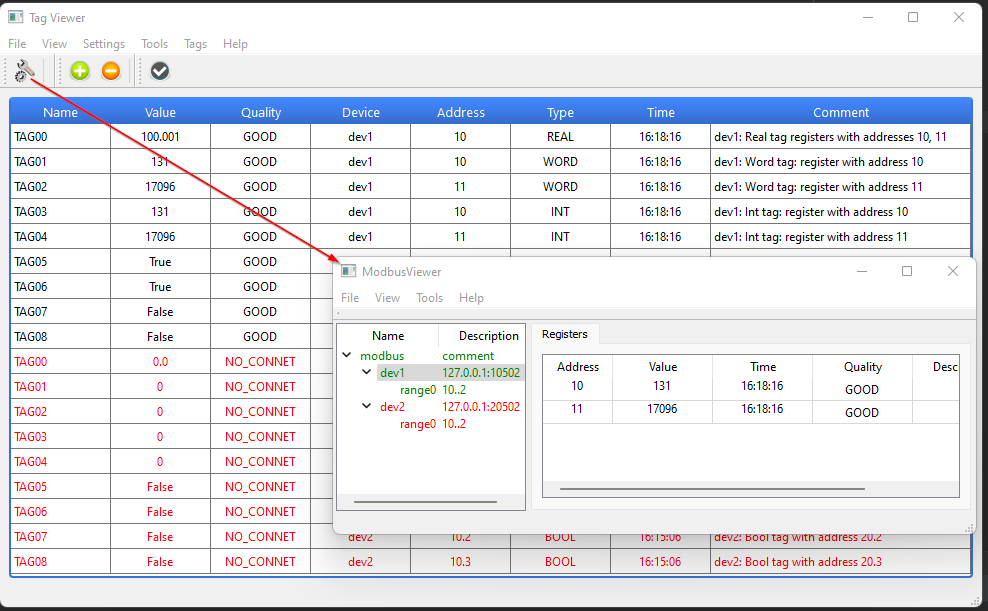 Tag Viewer
File View Settings Tools Tags Help
Name Value Quality Device Address Type Time Comment
TAG00 100.001 GOOD dev1 10 REAL 16:18:16 dev1: Real tag registers with addresses 10, 11
TAG01 131 GOOD dev1 10 WORD 16:18:16 dev1: Word tag: register with address 10
TAG02 17096 GOOD dev1 11 WORD 16:18:16 dev1: Word tag: register with address 11
TAG03 131 GOOD dev1 10 INT 16:18:16 dev1: Int tag: register with address 10
TAG04 17096 GOOD dev1 11 INT 16:18:16 dev1: Int tag: register with address 11
TAG05 True GOOD
TAG06 True GOOD
TAG07 False GOOD
TAG08 False GOOD
TAG00 0.0 NO_CONNET
TAG01 0 NO_CONNET
TAG02 0 NO_CONNET
TAG03 0 NO_CONNET
TAG04 0 NO_CONNET
TAG05 False NO_CONNET
TAG06 False NO_CONNET
TAG07 False NO_CONNET dev2 10.2 BOOL 16:15:06 dev2: Bool tag with address 20.2
TAG08 False NO_CONNET dev2 10.3 BOOL 16:15:06 dev2: Bool tag with address 20.3
ModbusViewer
File View Tools Help
Name Description
modbus comment
dev1 127.0.0.1:10502
range0 10..2
dev2 127.0.0.1:20502
range0 10..2
Registers
Address Value Time Quality Desc
10 131 16:18:16 GOOD
11 17096 16:18:16 GOOD